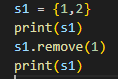 s1 = {1,2}
print(s1)
s1.remove(1)
print(s1)